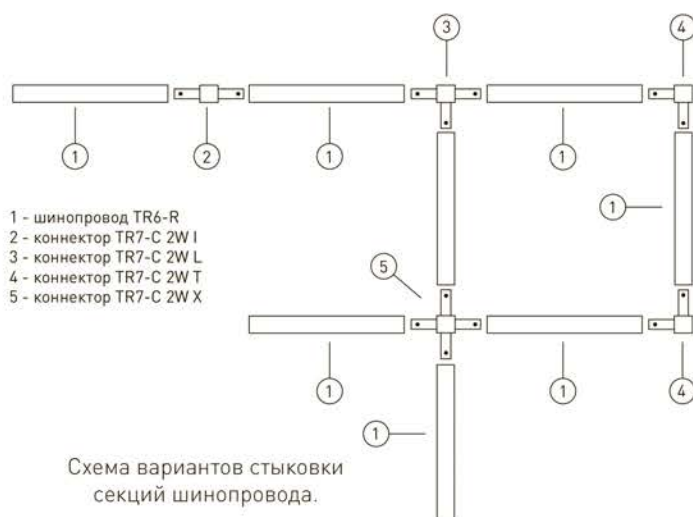 3
4
1
2
1
1
1 - шинопровод TR6-R
2 - коннектор TR7-C 2W I
3 - коннектор TR7-C 2W L
4 - коннектор TR7-C 2W T
5 - коннектор TR7-C 2W X
1
5
1
1
4
1
Схема вариантов стыковки
секций шинопровода.